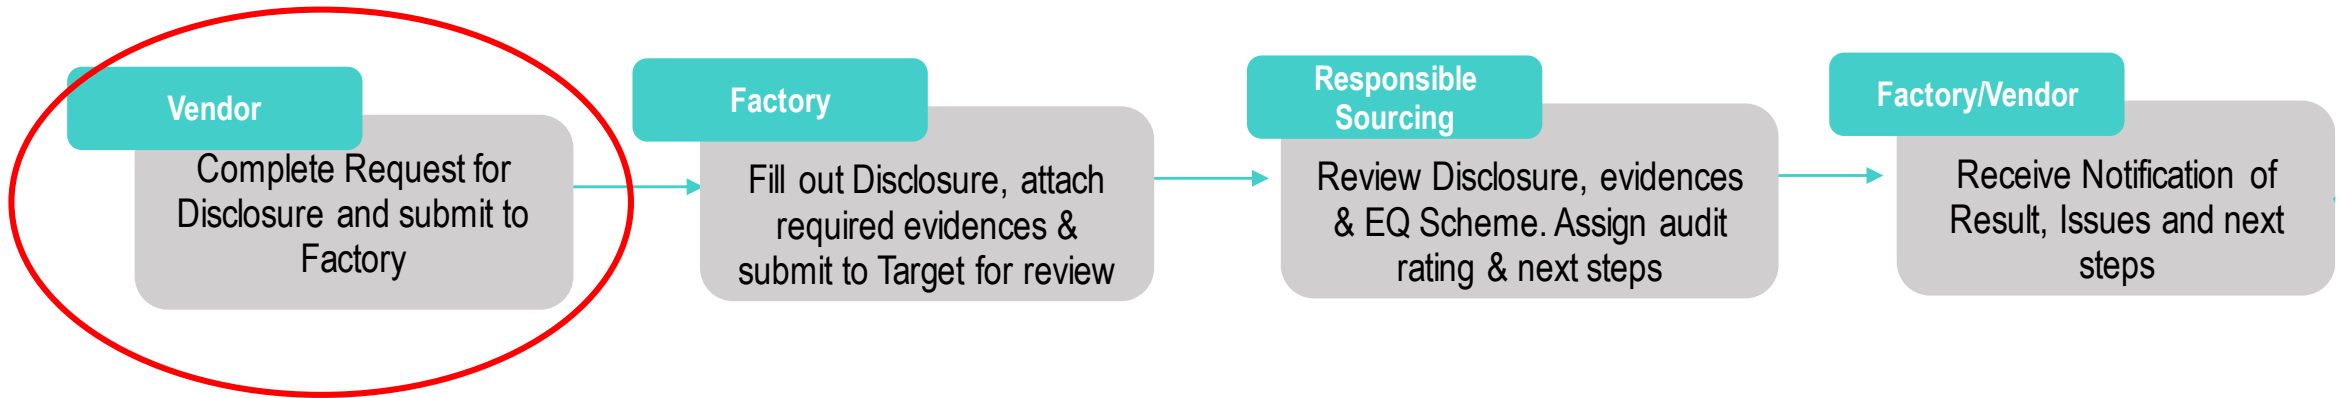 Vendor
Complete Request for
Disclosure and submit to
Factory
Factory
Fill out Disclosure, attach
required evidences &
submit to Target for review
Responsible
Sourcing
Review Disclosure, evidences
& EQ Scheme. Assign audit
rating & next steps
Factory/Vendor
Receive Notification of
Result, Issues and next
steps